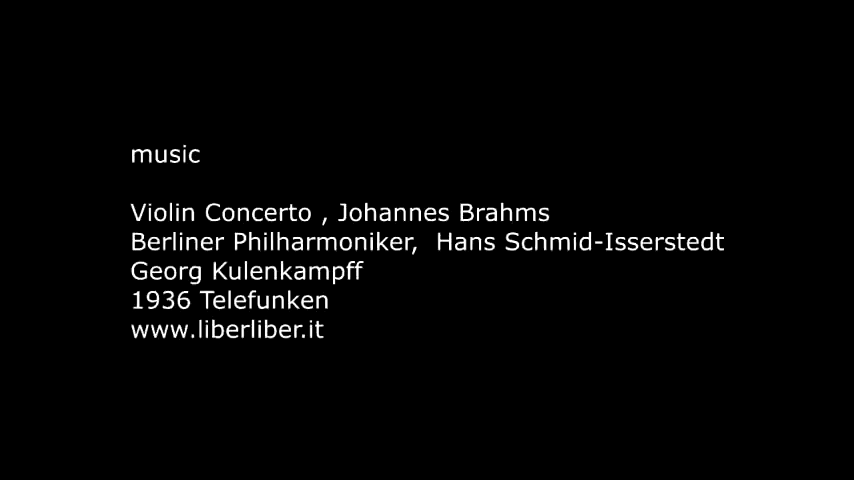 music
Violin Concerto , Johannes Brahms
Berliner Philharmoniker,  Hans Schmid-Isserstedt
Georg Kulenkampff
1936 Telefunken
www.liberliber.it